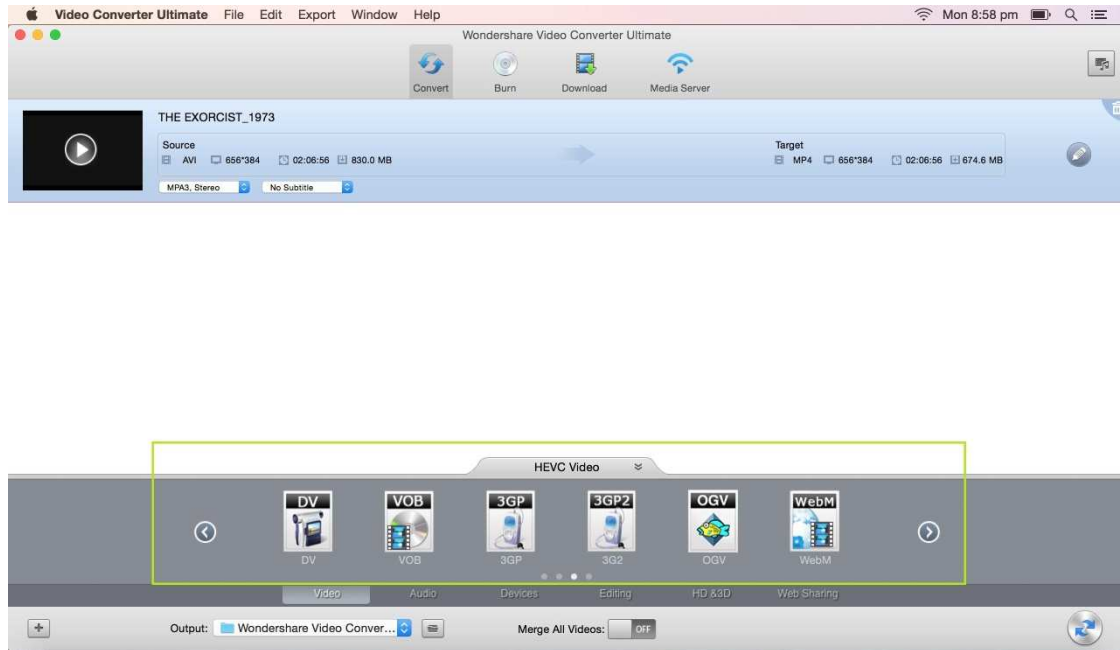 Video Converter Ultimate File Edit Export Window Help Mon 8:58 pm
Wondershare Video Converter Ultimate
Convert Burn Download Media Server
THE EXORCIST_1973
Source Target
AVI 656*384 02:06:56 830.0 MB MP4 656*384 02:06:56 674.6 MB
MPA3, Stereo No Subtitle
HEVC Video
DV VOB 3GP 3GP2 OGV WebM
DV VOB 3GP 3G2 OGV WebM
Video Audio Devices Editing HD &3D Web Sharing
Output: Wondershare Video Conver... Merge All Videos: OFF